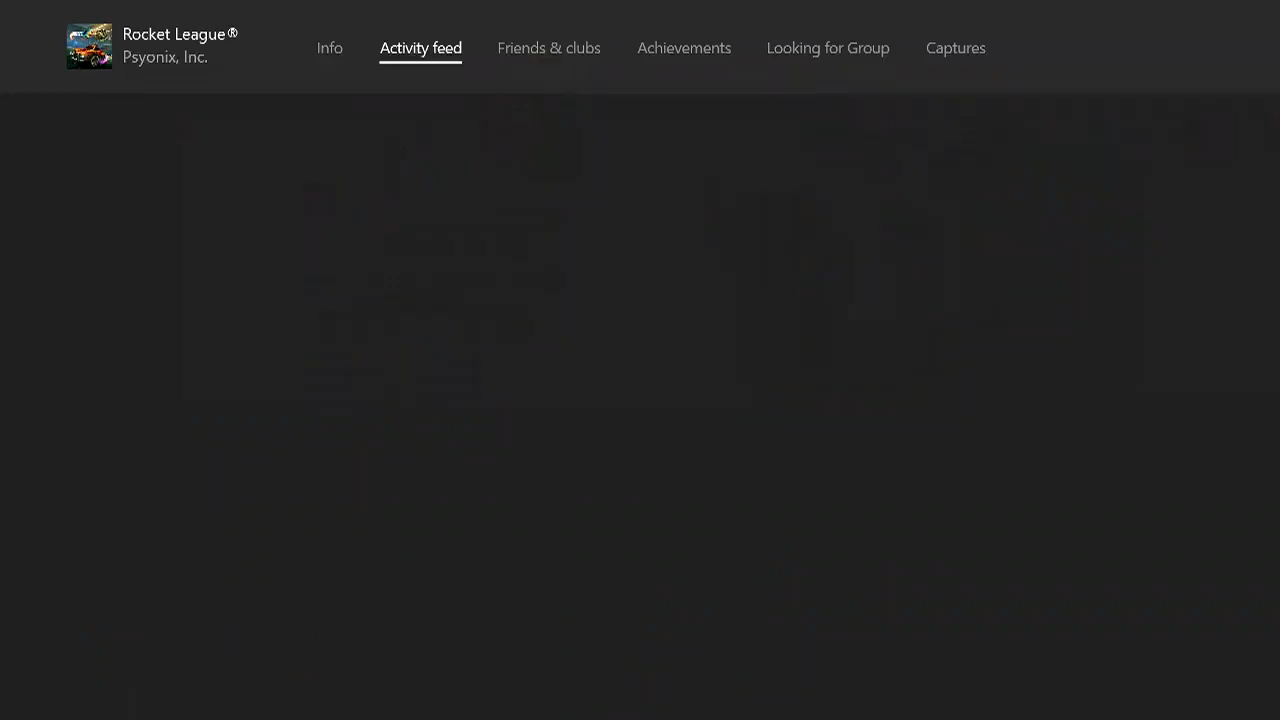 Rocket League®
Psyonix, Inc.
Info
Activity feed
Friends & clubs
Achievements
Looking for Group
Captures